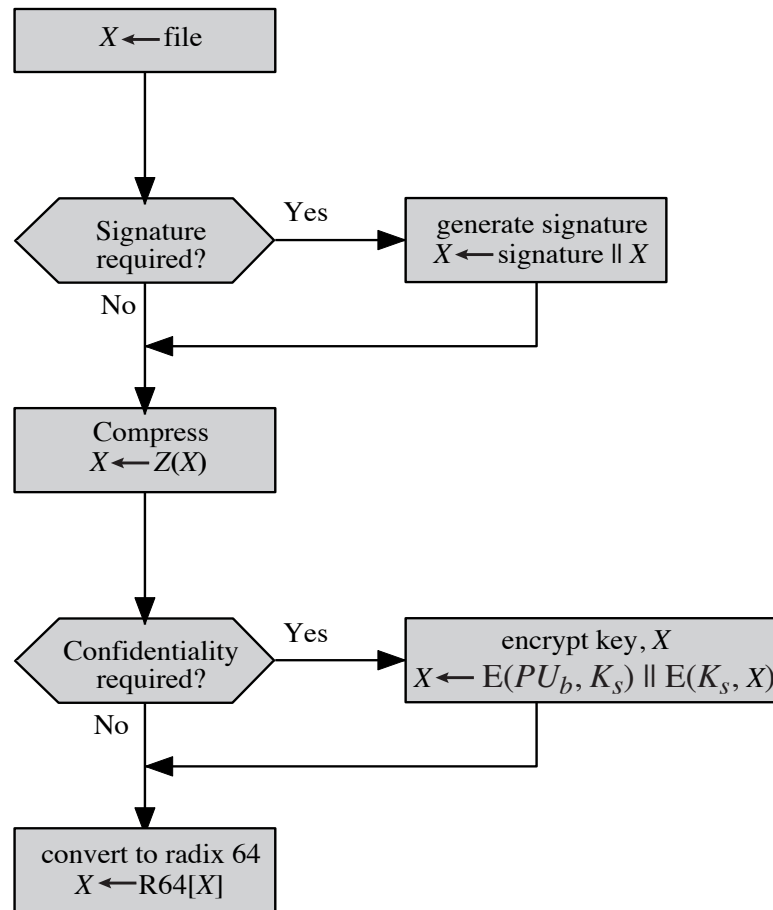 X ← file
Signature
required?
Yes
generate signature
X ← signature || X
No
Compress
X ← Z(X)
Confidentiality
required?
Yes
encrypt key, X
X ← E(PU_b, K_s) || E(K_s, X)
No
convert to radix 64
X ← R64[X]